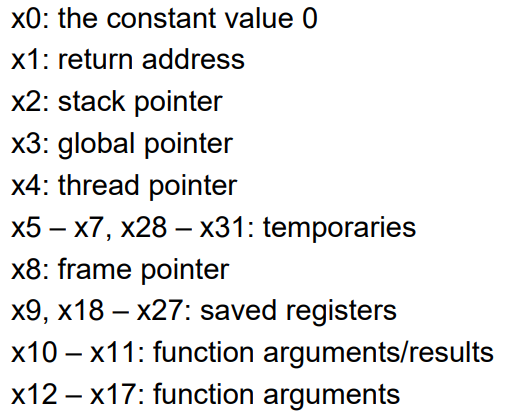 x0: the constant value 0
x1: return address
x2: stack pointer
x3: global pointer
x4: thread pointer
x5 – x7, x28 – x31: temporaries
x8: frame pointer
x9, x18 – x27: saved registers
x10 – x11: function arguments/results
x12 – x17: function arguments